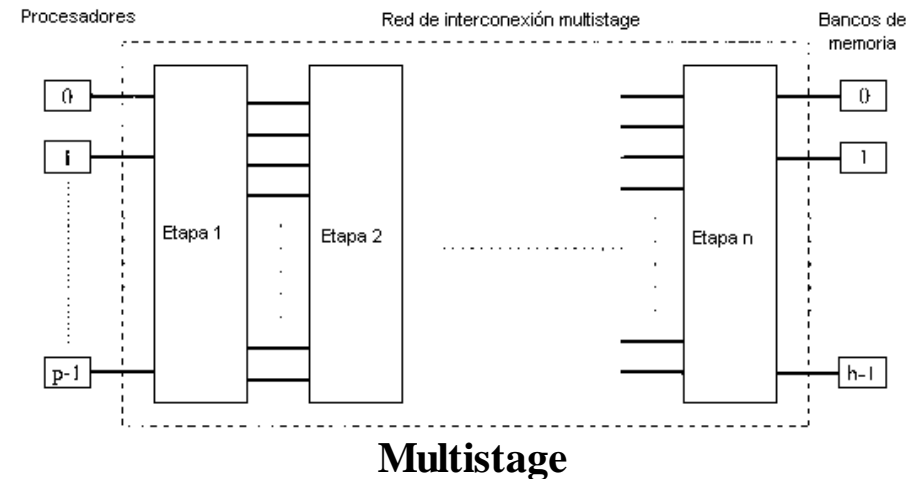 Procesadores
Red de interconexión multistage
Bancos de
memoria
0
i
p-1
Etapa 1
Etapa 2
Etapa n
0
1
h-1
Multistage